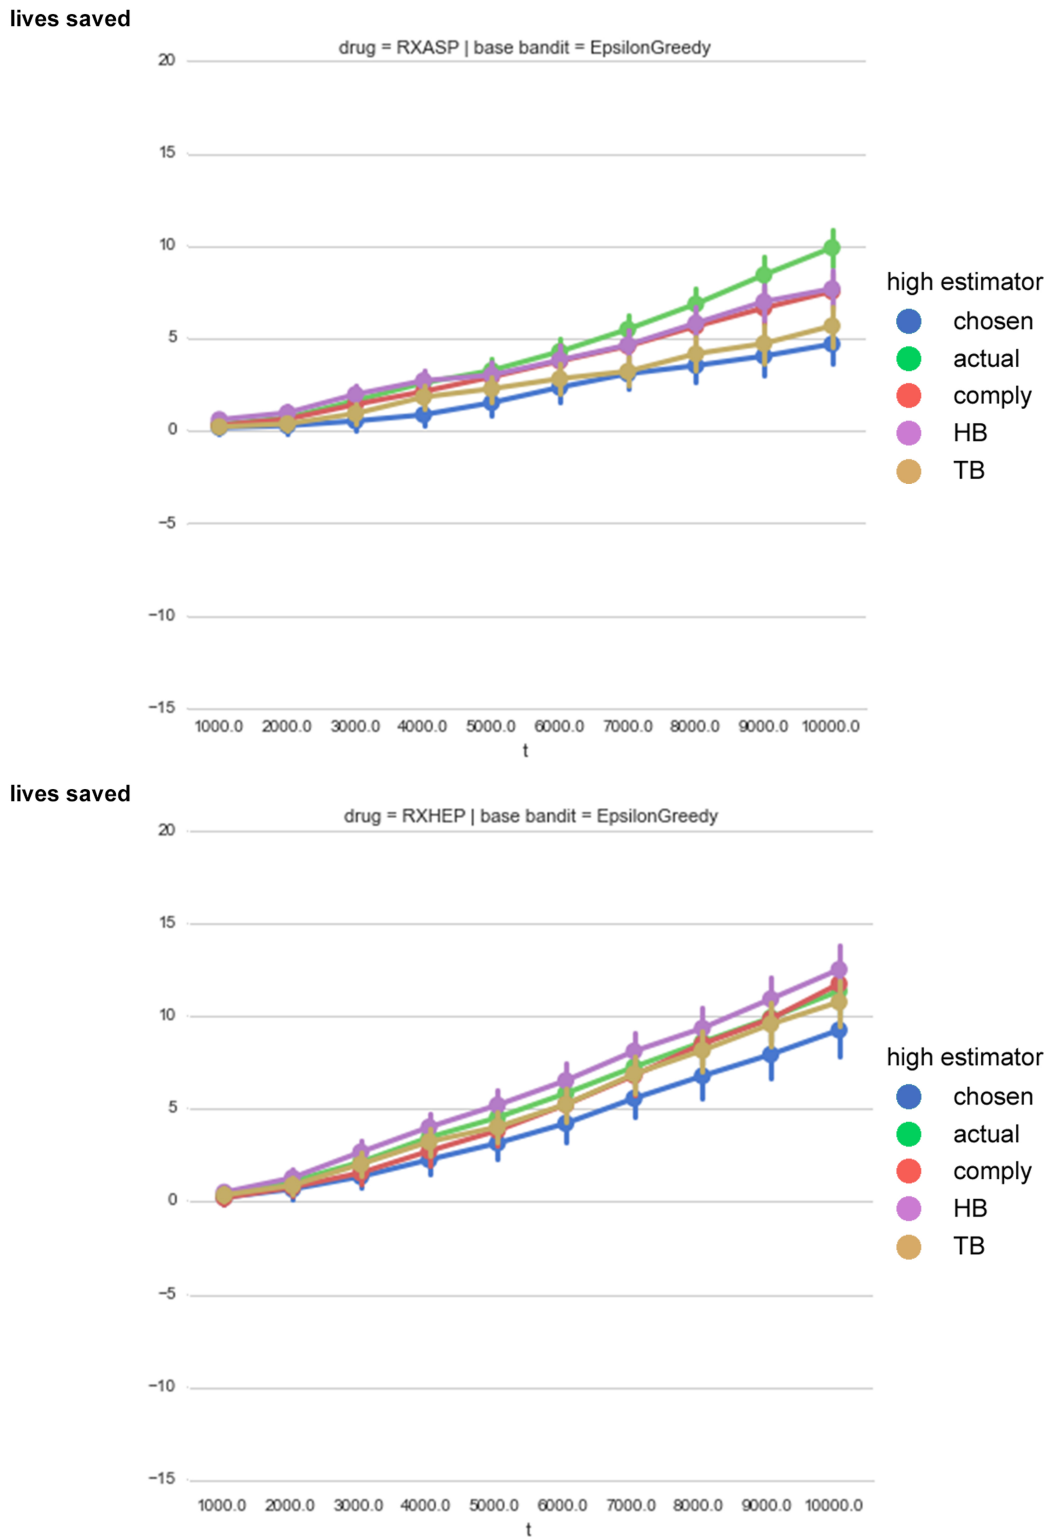 lives saved
drug = RXASP | base bandit = EpsilonGreedy
20
15
10
5
0
−5
−10
−15
1000.0 2000.0 3000.0 4000.0 5000.0 6000.0 7000.0 8000.0 9000.0 10000.0
t
high estimator
chosen
actual
comply
HB
TB
lives saved
drug = RXHEP | base bandit = EpsilonGreedy
20
15
10
5
0
−5
−10
−15
1000.0 2000.0 3000.0 4000.0 5000.0 6000.0 7000.0 8000.0 9000.0 10000.0
t
high estimator
chosen
actual
comply
HB
TB